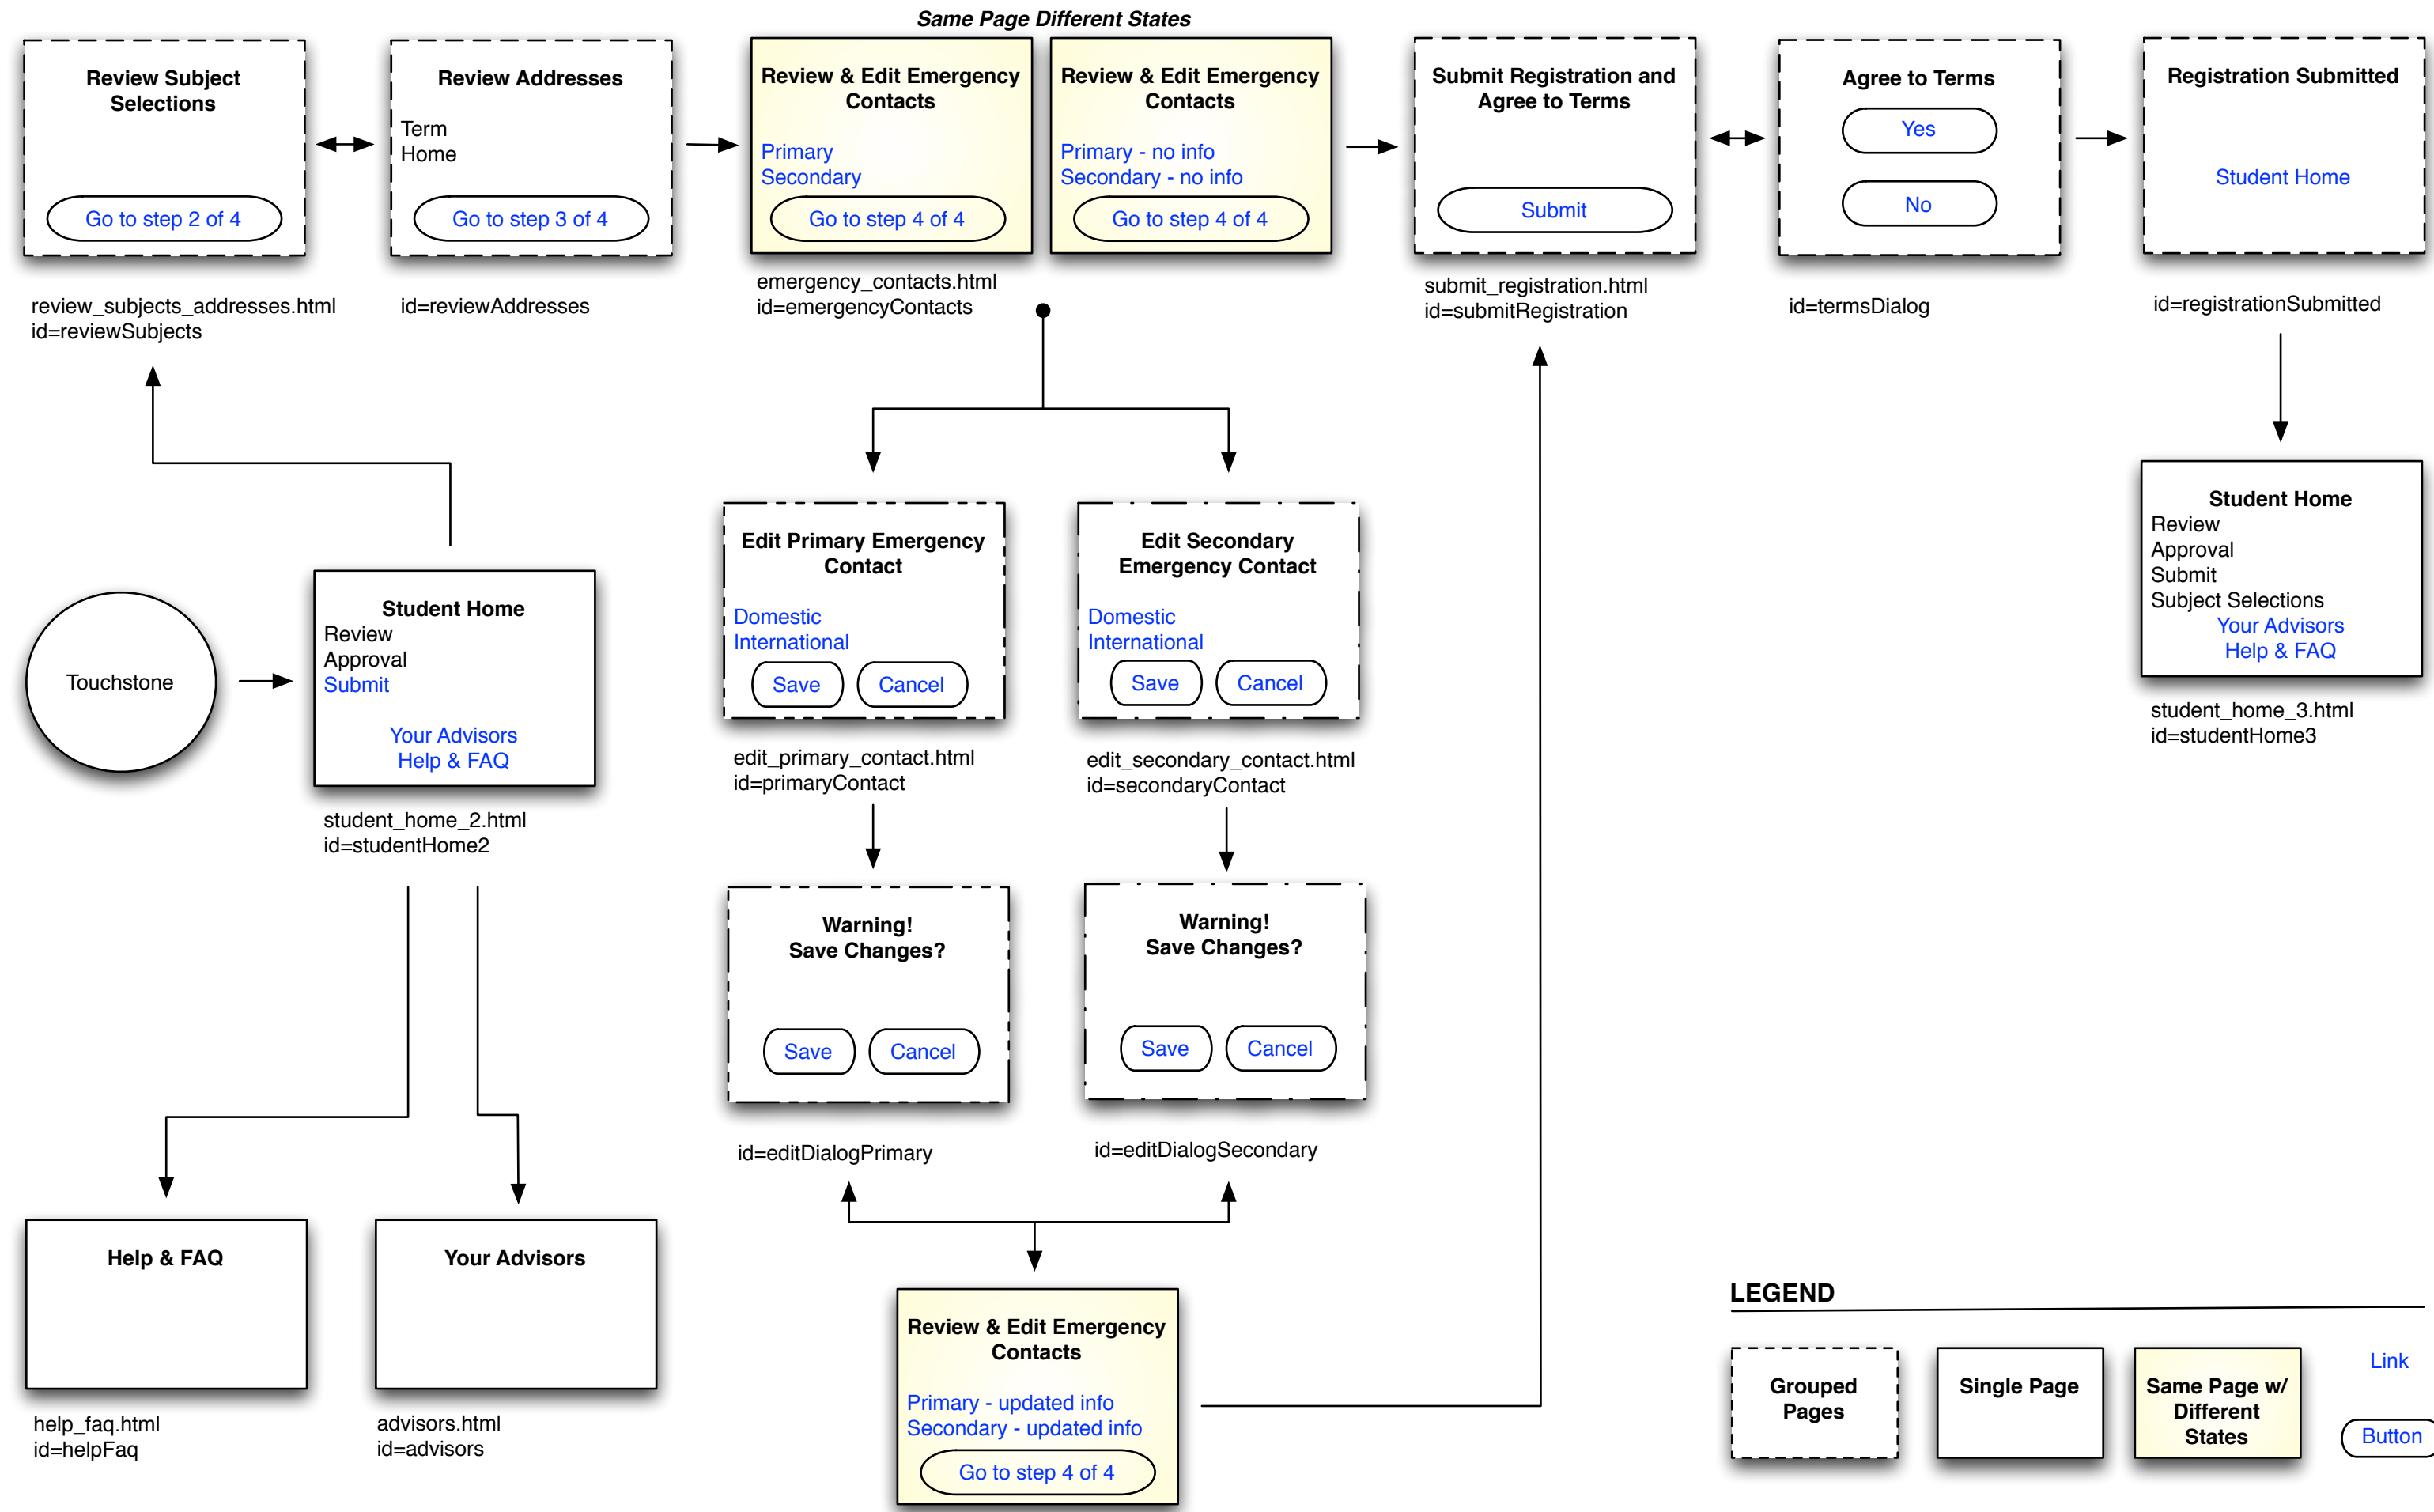 Same Page Different States
Review Subject
Selections
Go to step 2 of 4
review_subjects_addresses.html
id=reviewSubjects
Review Addresses
Term
Home
Go to step 3 of 4
id=reviewAddresses
Review & Edit Emergency
Contacts
Primary
Secondary
Go to step 4 of 4
emergency_contacts.html
id=emergencyContacts
Review & Edit Emergency
Contacts
Primary - no info
Secondary - no info
Go to step 4 of 4
Submit Registration and
Agree to Terms
Submit
submit_registration.html
id=submitRegistration
Agree to Terms
Yes
No
id=termsDialog
Registration Submitted
Student Home
id=registrationSubmitted
Touchstone
Student Home
Review
Approval
Submit
Your Advisors
Help & FAQ
student_home_2.html
id=studentHome2
Edit Primary Emergency
Contact
Domestic
International
Save
Cancel
edit_primary_contact.html
id=primaryContact
Edit Secondary
Emergency Contact
Domestic
International
Save
Cancel
edit_secondary_contact.html
id=secondaryContact
Student Home
Review
Approval
Submit
Subject Selections
Your Advisors
Help & FAQ
student_home_3.html
id=studentHome3
Warning!
Save Changes?
Save
Cancel
id=editDialogPrimary
Warning!
Save Changes?
Save
Cancel
id=editDialogSecondary
Help & FAQ
help_faq.html
id=helpFaq
Your Advisors
advisors.html
id=advisors
Review & Edit Emergency
Contacts
Primary - updated info
Secondary - updated info
Go to step 4 of 4
LEGEND
Grouped
Pages
Single Page
Same Page w/
Different
States
Link
Button